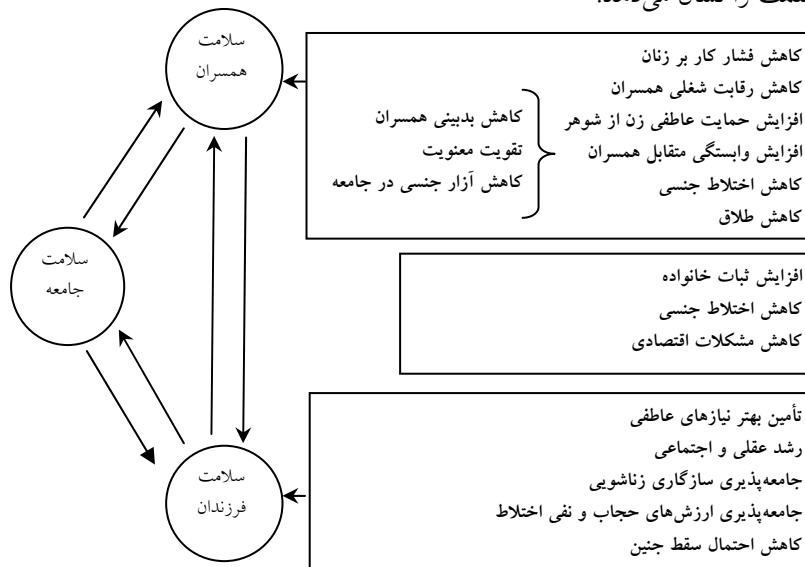 سلامت
همسران
کاهش فشار کار بر زنان
کاهش رقابت شغلی همسران
افزایش حمایت عاطفی زن از شوهر
افزایش وابستگی متقابل همسران
کاهش اختلاط جنسی
کاهش طلاق
کاهش بدبینی همسران
تقویت معنویت
کاهش آزار جنسی در جامعه
سلامت
جامعه
افزایش ثبات خانواده
کاهش اختلاط جنسی
کاهش مشکلات اقتصادی
سلامت
فرزندان
تأمین بهتر نیازهای عاطفی
رشد عقلی و اجتماعی
جامعه‌پذیری سازگاری زناشویی
جامعه‌پذیری ارزش‌های حجاب و نفی اختلاط
کاهش احتمال سقط جنین